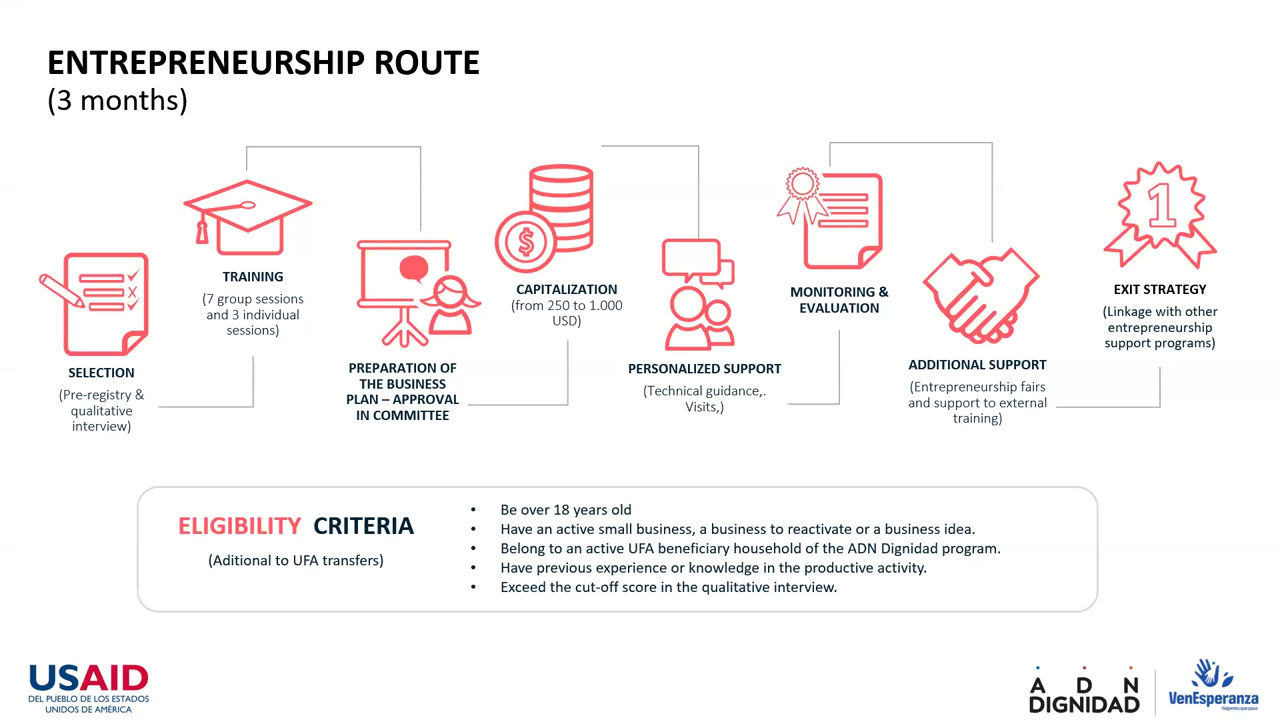 ENTREPRENEURSHIP ROUTE
(3 months)
SELECTION
(Pre-registry &
qualitative
interview)
TRAINING
(7 group sessions
and 3 individual
sessions)
PREPARATION OF
THE BUSINESS
PLAN – APPROVAL
IN COMMITTEE
$
CAPITALIZATION
(from 250 to 1.000
USD)
PERSONALIZED SUPPORT
(Technical guidance,.
Visits,)
MONITORING &
EVALUATION
ADDITIONAL SUPPORT
(Entrepreneurship fairs
and support to external
training)
1
EXIT STRATEGY
(Linkage with other
entrepreneurship
support programs)
ELIGIBILITY CRITERIA
(Aditional to UFA transfers)
• Be over 18 years old
• Have an active small business, a business to reactivate or a business idea.
• Belong to an active UFA beneficiary household of the ADN Dignidad program.
• Have previous experience or knowledge in the productive activity.
• Exceed the cut-off score in the qualitative interview.
USAID
DEL PUEBLO DE LOS ESTADOS
UNIDOS DE AMÉRICA
ADN
DIGNIDAD
VenEsperanza